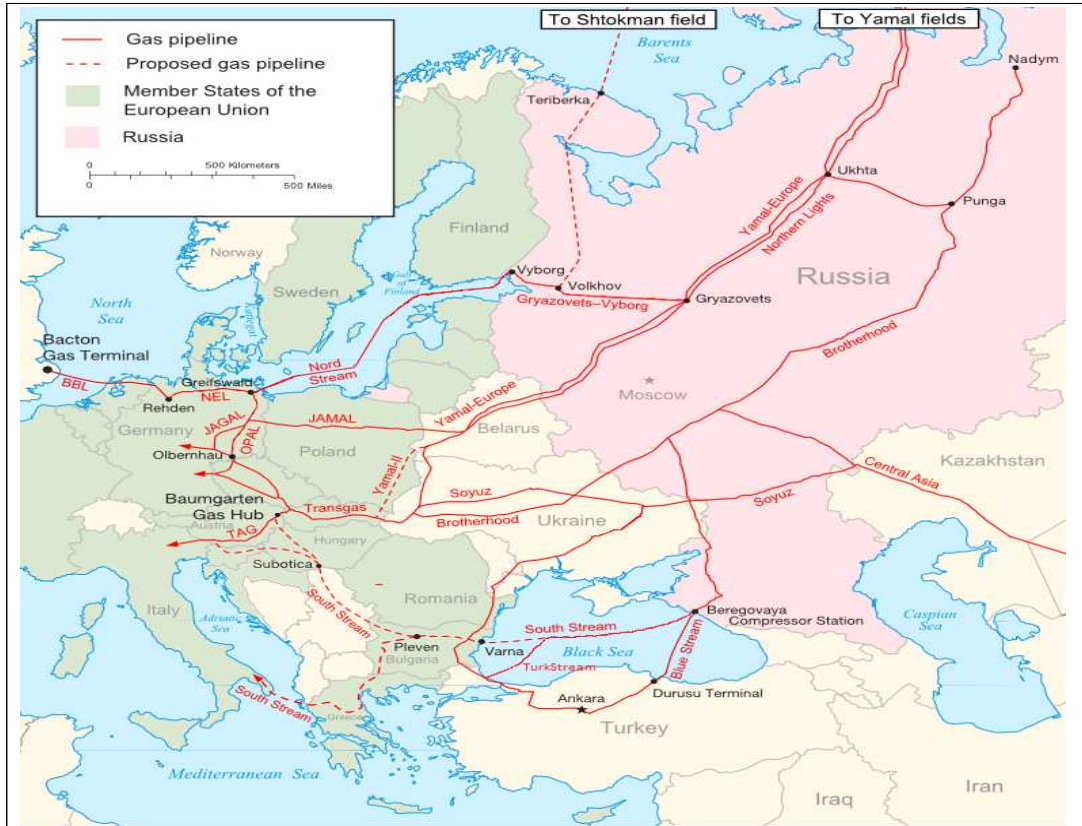 To Shtokman field
To Yamal fields
Gas pipeline
Proposed gas pipeline
Member States of the
European Union
Russia
0
500 Kilometers
0
500 Miles
Barents
Sea
Nadym
Teriberka
Ukhta
Punga
Yamal-Europe
Northern Lights
Finland
Norway
Sweden
Russia
Vyborg
Volkhov
Gulf
of
Finland
Gryazovets–Vyborg
Gryazovets
North
Sea
Kattegat
Brotherhood
Bacton
Gas Terminal
BBL
Greifswald
Nord
Stream
NEL
Rehden
Moscow
Yamal-Europe
JAGAL
OPAL
JAMAL
Germany
Belarus
Olbernhau
Poland
Yamal-II
Kazakhstan
Central Asia
Soyuz
Soyuz
Baumgarten
Gas Hub
Transgas
Brotherhood
Ukraine
Austria
TAG
Hungary
Subotica
Romania
Italy
Adriatic
Sea
South Stream
Beregovaya
Compressor Station
Caspian
Sea
South Stream
Pleven
Varna
Black Sea
Bulgaria
TurkStream
Blue Stream
South Stream
Ankara
Durusu Terminal
Greece
Turkey
Mediterranean Sea
Iraq
Iran